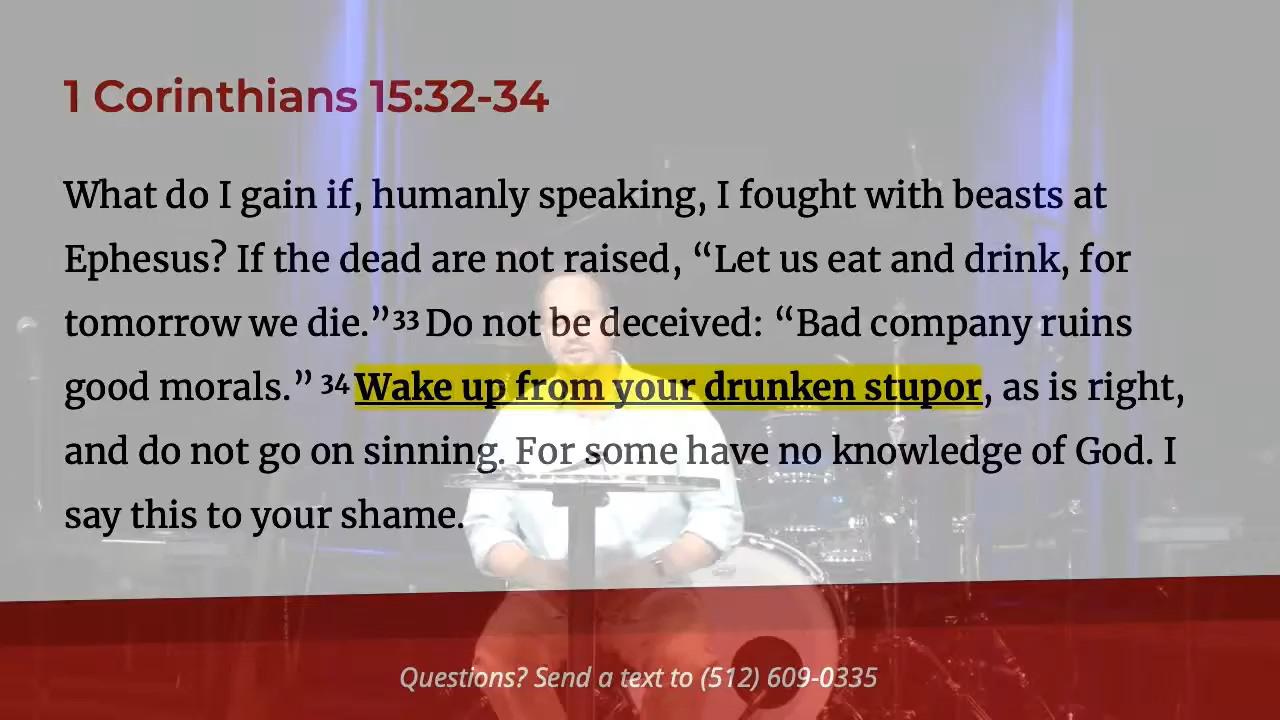 1 Corinthians 15:32-34
What do I gain if, humanly speaking, I fought with beasts at
Ephesus? If the dead are not raised, “Let us eat and drink, for
tomorrow we die.” 33 Do not be deceived: “Bad company ruins
good morals.” 34 Wake up from your drunken stupor, as is right,
and do not go on sinning. For some have no knowledge of God. I
say this to your shame.
Questions? Send a text to (512) 609-0335